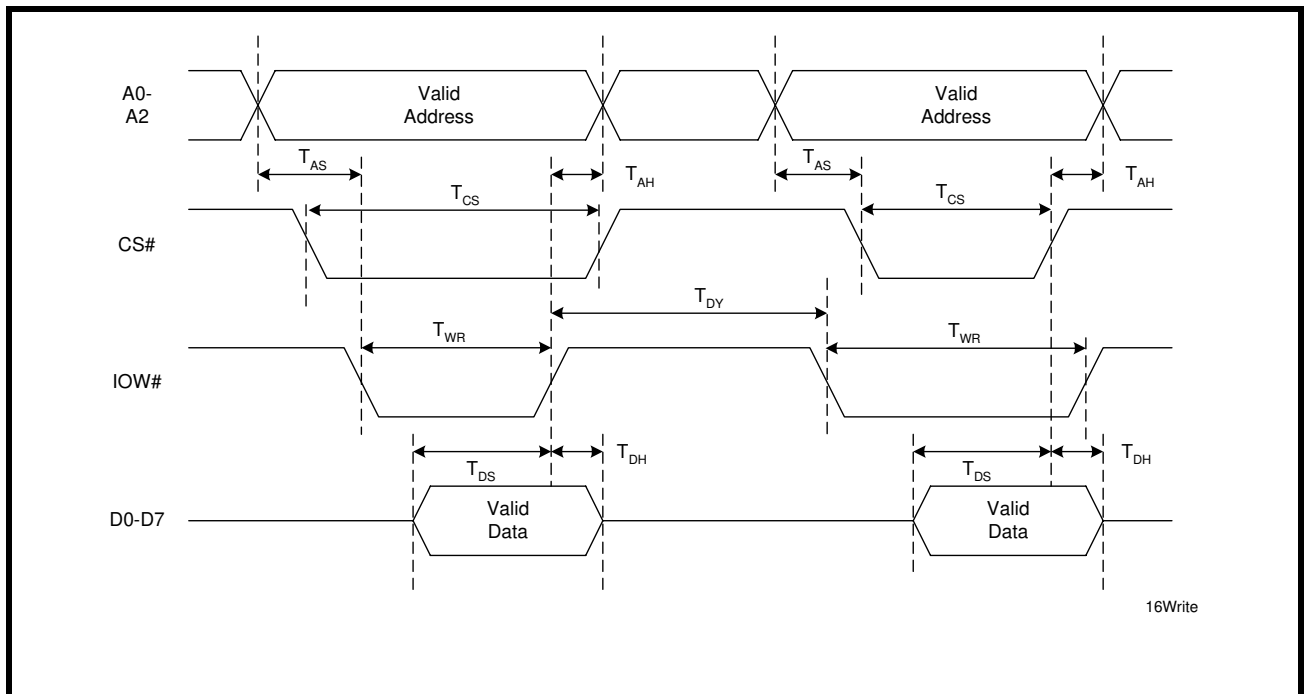 A0-
A2
Valid
Address
Valid
Address
TAS
TAH
TAS
TAH
TCS
TCS
CS#
TDY
TWR
TWR
IOW#
TDH
TDH
TDS
TDS
D0-D7
Valid
Data
Valid
Data
16Write